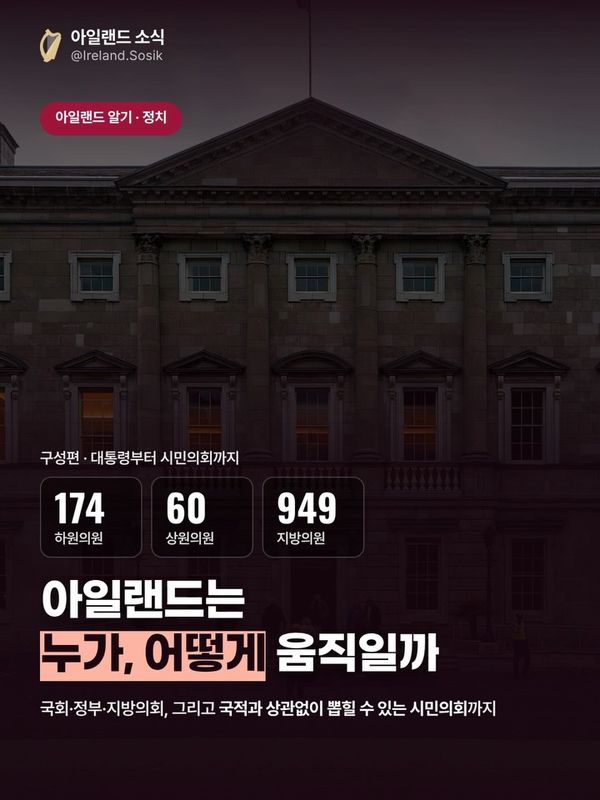 아일랜드 소식
@Ireland.Sosik
아일랜드 알기 · 정치
구성편 · 대통령부터 시민의회까지
174
하원의원
60
상원의원
949
지방의원
아일랜드는
누가, 어떻게 움직일까
국회·정부·지방의회, 그리고 국적과 상관없이 뽑힐 수 있는 시민의회까지